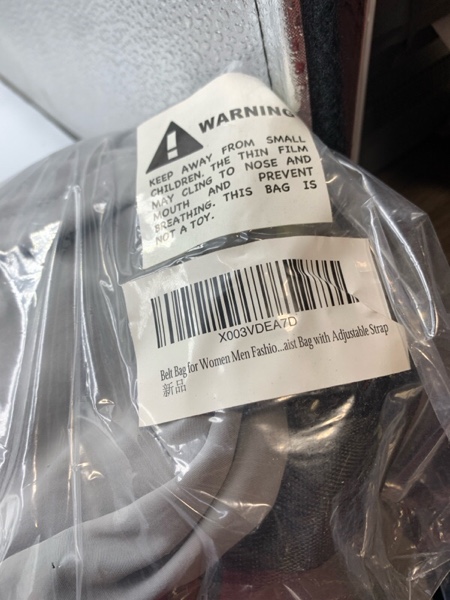 WARNING
KEEP AWAY FROM SMALL
CHILDREN. THE THIN FILM
MAY CLING TO NOSE AND
MOUTH AND PREVENT
BREATHING. THIS BAG IS
NOT A TOY.
X003VDEA7D
Belt Bag for Women Men Fashio...aist Bag with Adjustable Strap
新品